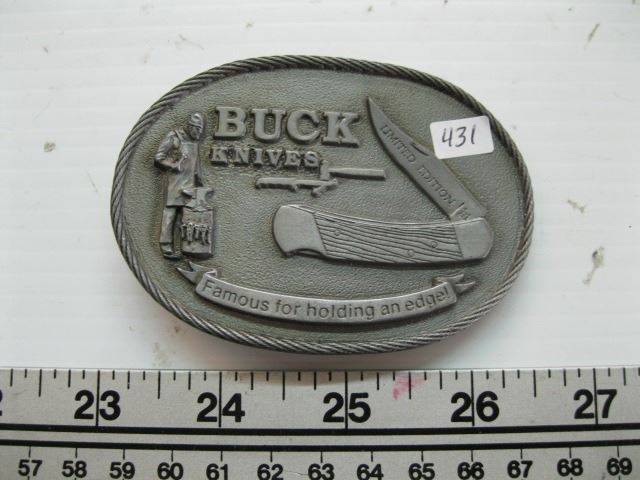 BUCK
KNIVES
LIMITED EDITION
431
Famous for holding an edge!
2 23 24 25 26 27
57 58 59 60 61 62 63 64 65 66 67 68 69